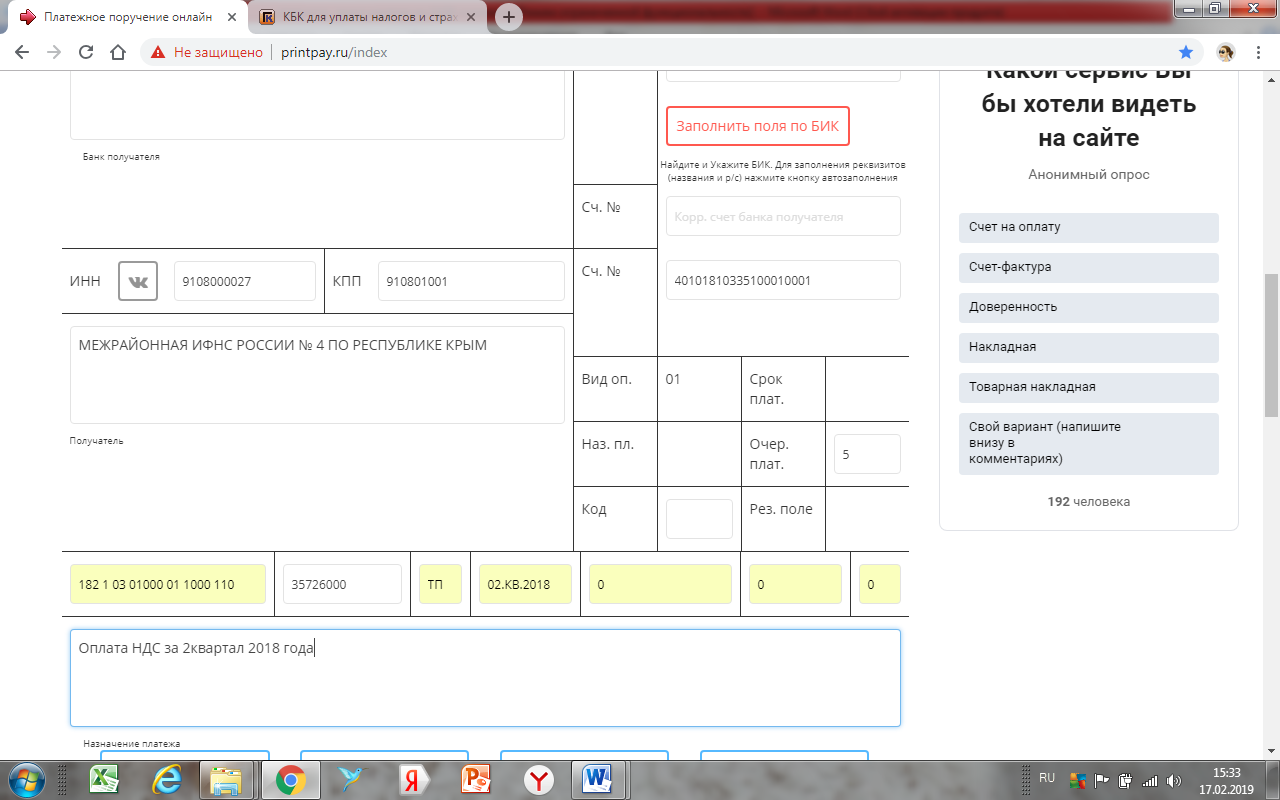 Платежное поручение онлайн
КБК для уплаты налогов и страх
Не защищено
printpay.ru/index
Какой сервис Вы
бы хотели видеть
на сайте
Анонимный опрос
Счет на оплату
Счет-фактура
Доверенность
Накладная
Товарная накладная
Свой вариант (напишите
внизу в
комментариях)
192 человека
Заполнить поля по БИК
Банк получателя
Найдите и Укажите БИК. Для заполнения реквизитов
(названия и р/с) нажмите кнопку автозаполнения
Сч. №
Корр. счет банка получателя
ИНН
9108000027
КПП
910801001
Сч. №
40101810335100010001
МЕЖРАЙОННАЯ ИФНС РОССИИ № 4 ПО РЕСПУБЛИКЕ КРЫМ
Получатель
Вид оп.
01
Срок
плат.
Наз. пл.
Очер.
плат.
5
Код
Рез. поле
182 1 03 01000 01 1000 110
35726000
ТП
02.КВ.2018
0
0
0
Оплата НДС за 2квартал 2018 года
Назначение платежа
RU
15:33
17.02.2019